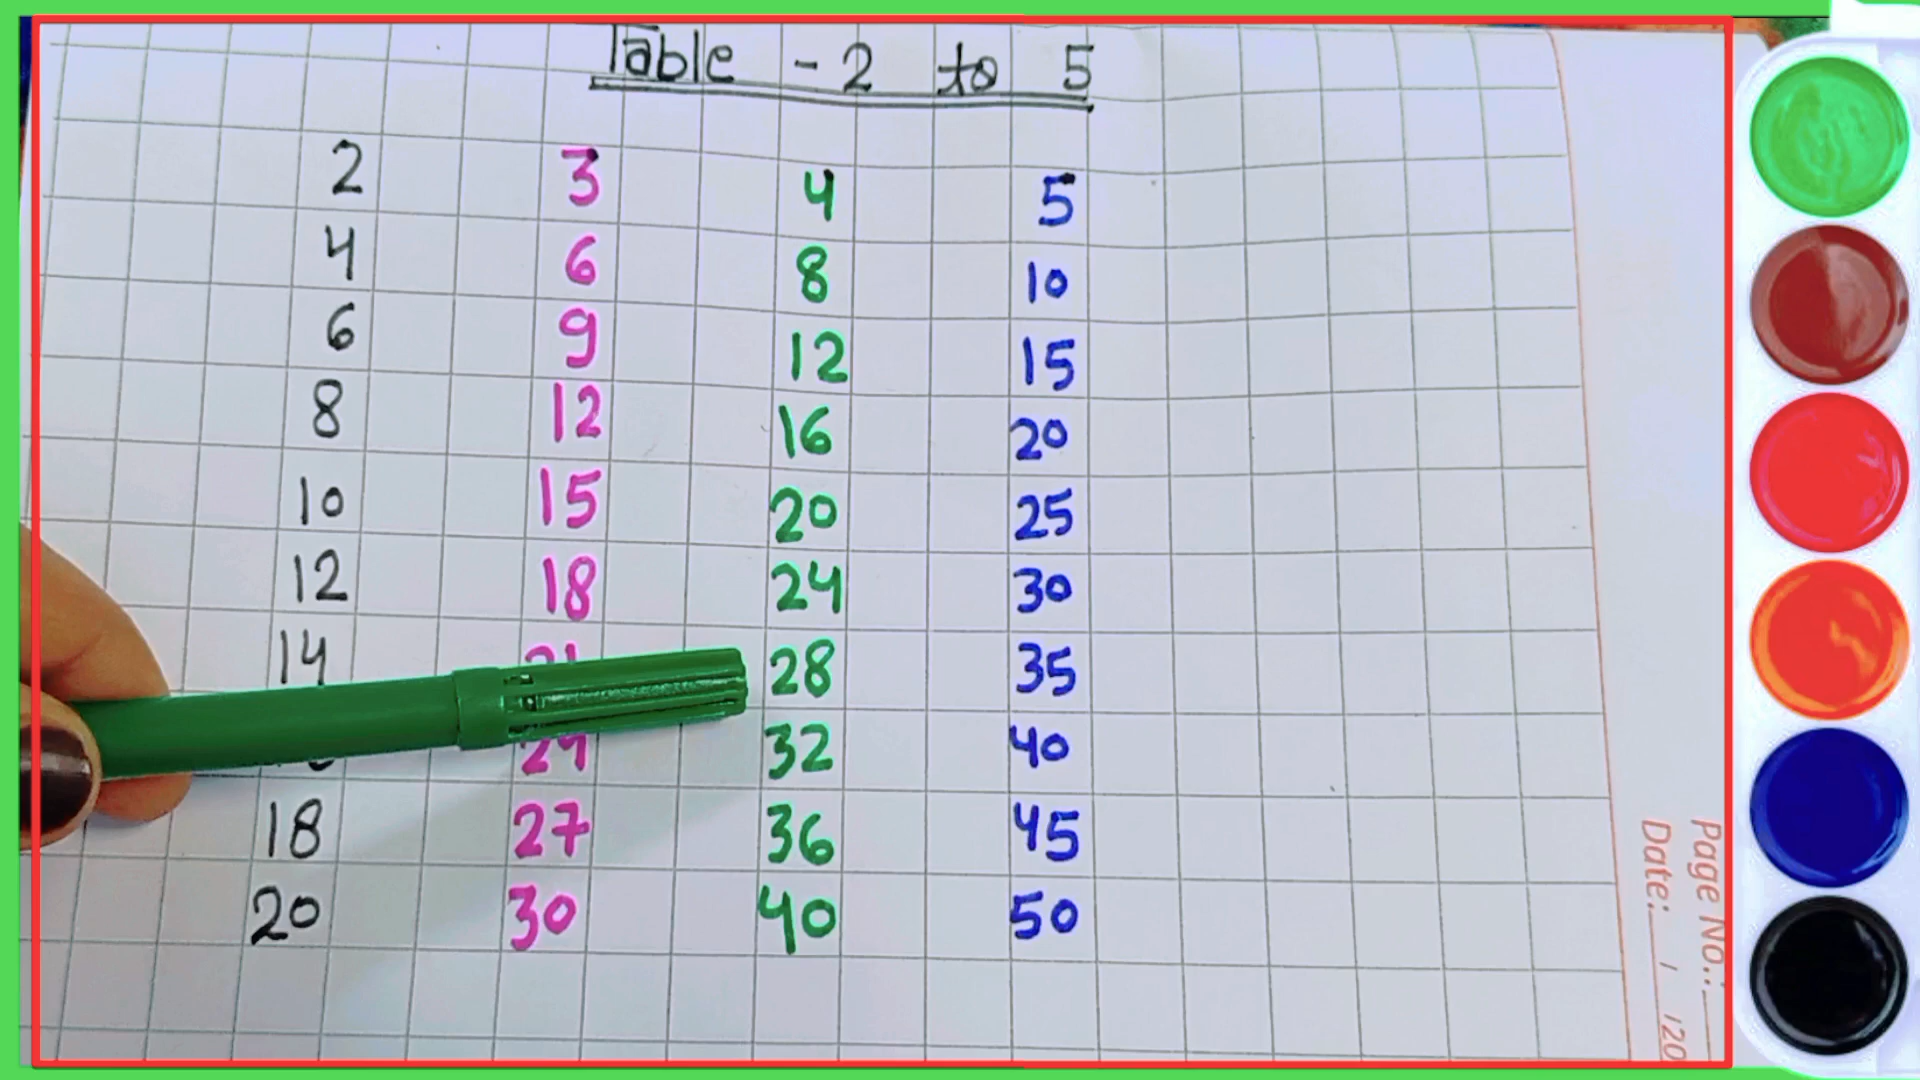 Table - 2 to 5
2 3 4 5
4 6 8 10
6 9 12 15
8 12 16 20
10 15 20 25
12 18 24 30
14 28 35
24 32 40
18 27 36 45
20 30 40 50
Page No.:
Date: / /20